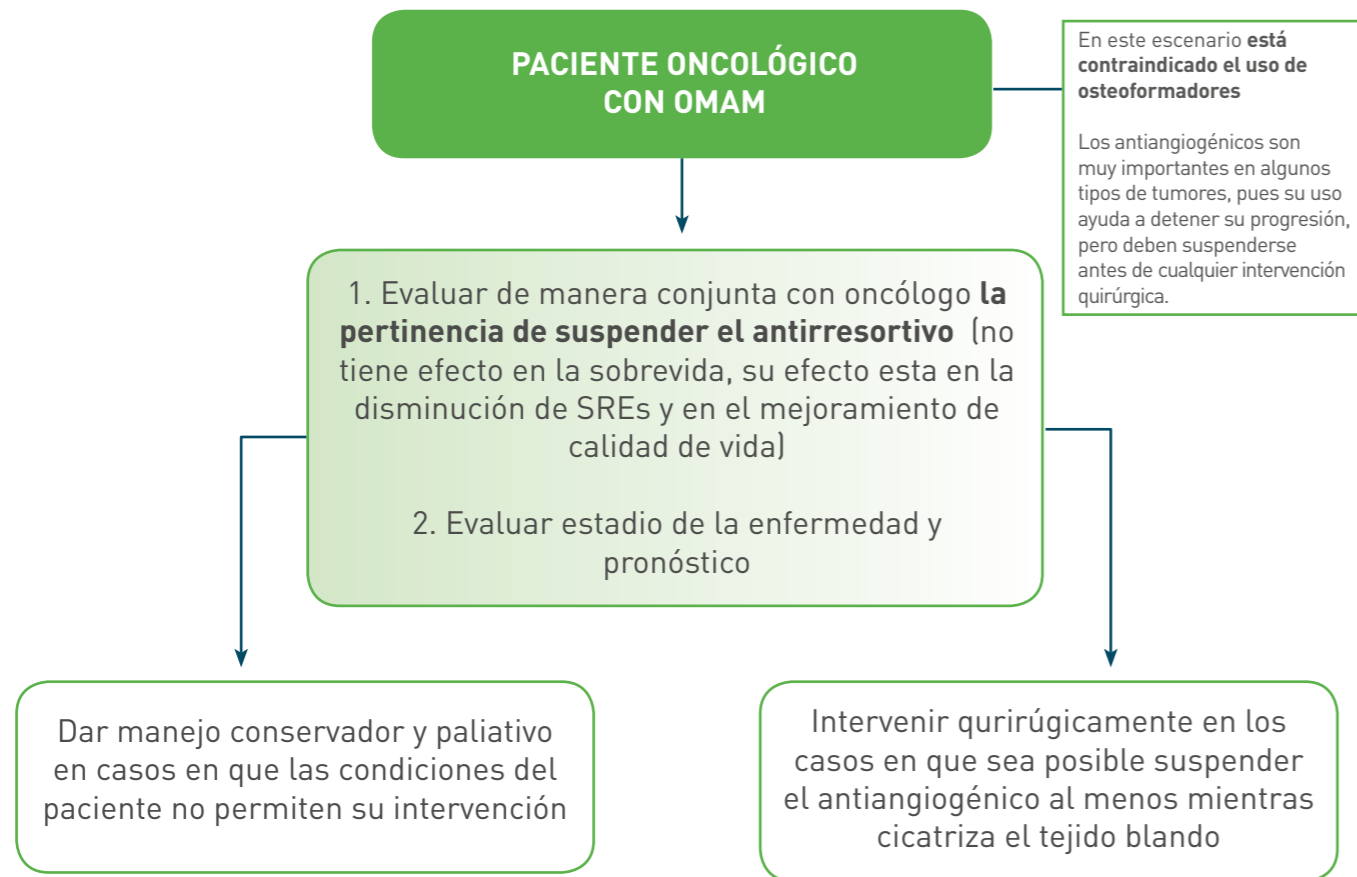 PACIENTE ONCOLÓGICO
CON OMAM
En este escenario está
contraindicado el uso de
osteoformadores
Los antiangiogénicos son
muy importantes en algunos
tipos de tumores, pues su uso
ayuda a detener su progresión,
pero deben suspenderse
antes de cualquier intervención
quirúrgica.
1. Evaluar de manera conjunta con oncólogo la
pertinencia de suspender el antirresortivo (no
tiene efecto en la sobrevida, su efecto esta en la
disminución de SREs y en el mejoramiento de
calidad de vida)
2. Evaluar estadio de la enfermedad y
pronóstico
Dar manejo conservador y paliativo
en casos en que las condiciones del
paciente no permiten su intervención
Intervenir qurirúgicamente en los
casos en que sea posible suspender
el antiangiogénico al menos mientras
cicatriza el tejido blando